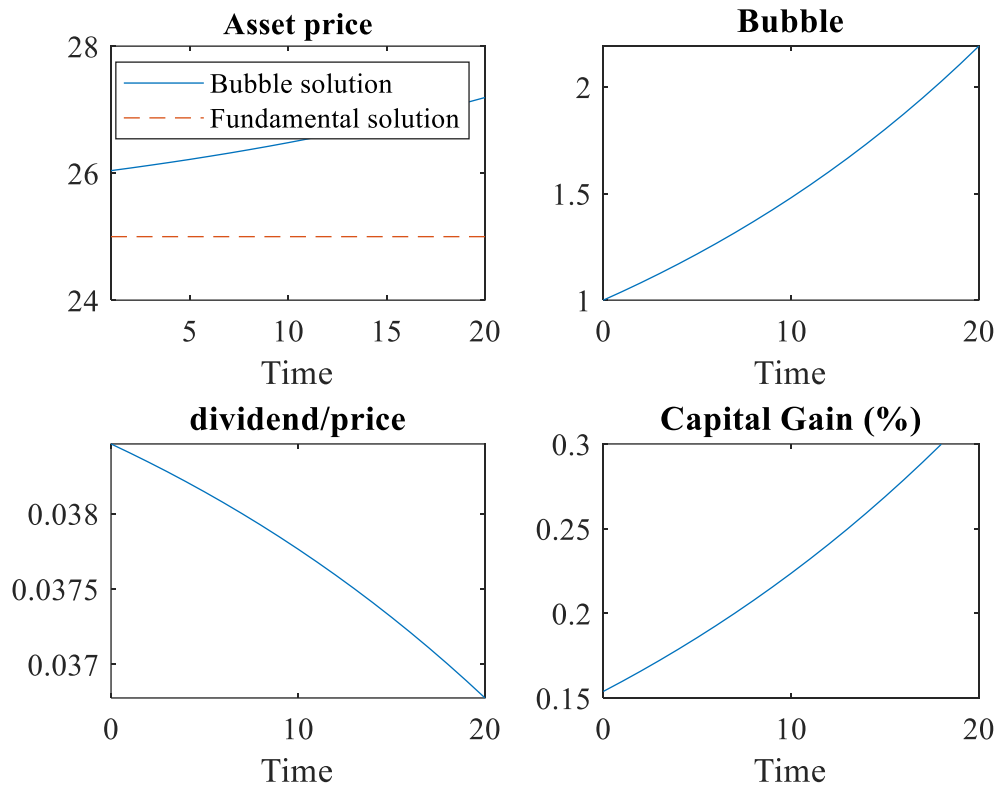 Asset price
28
26
24
Bubble solution
Fundamental solution
5
10
15
20
Time
Bubble
2
1.5
1
0
10
20
Time
dividend/price
0.038
0.0375
0.037
0
10
20
Time
Capital Gain (%)
0.3
0.25
0.2
0.15
0
10
20
Time